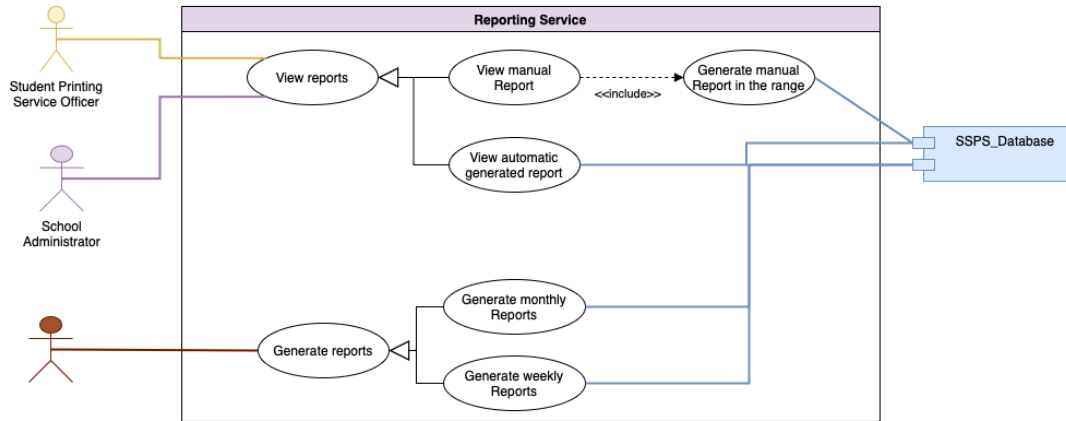 Reporting Service
Student Printing
Service Officer
View reports
View manual
Report
<<include>>
Generate manual
Report in the range
SSPS_Database
View automatic
generated report
School
Administrator
Generate monthly
Reports
Generate reports
Generate weekly
Reports